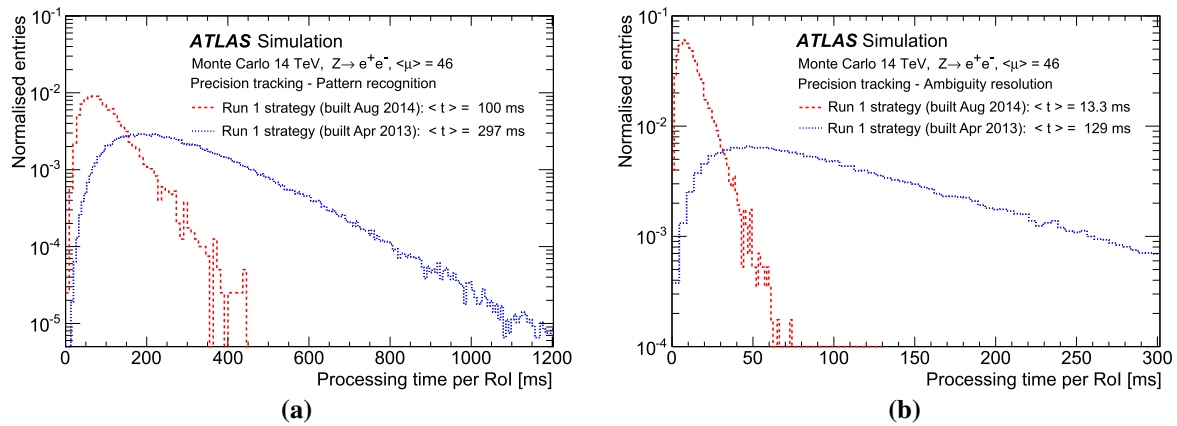 Normalised entries
10⁻¹
10⁻²
10⁻³
10⁻⁴
10⁻⁵
ATLAS Simulation
Monte Carlo 14 TeV, Z→ e⁺e⁻, <μ> = 46
Precision tracking - Pattern recognition
Run 1 strategy (built Aug 2014): < t > = 100 ms
Run 1 strategy (built Apr 2013): < t > = 297 ms
0 200 400 600 800 1000 1200
Processing time per RoI [ms]
(a)
Normalised entries
10⁻¹
10⁻²
10⁻³
10⁻⁴
ATLAS Simulation
Monte Carlo 14 TeV, Z→ e⁺e⁻, <μ> = 46
Precision tracking - Ambiguity resolution
Run 1 strategy (built Aug 2014): < t > = 13.3 ms
Run 1 strategy (built Apr 2013): < t > = 129 ms
0 50 100 150 200 250 300
Processing time per RoI [ms]
(b)